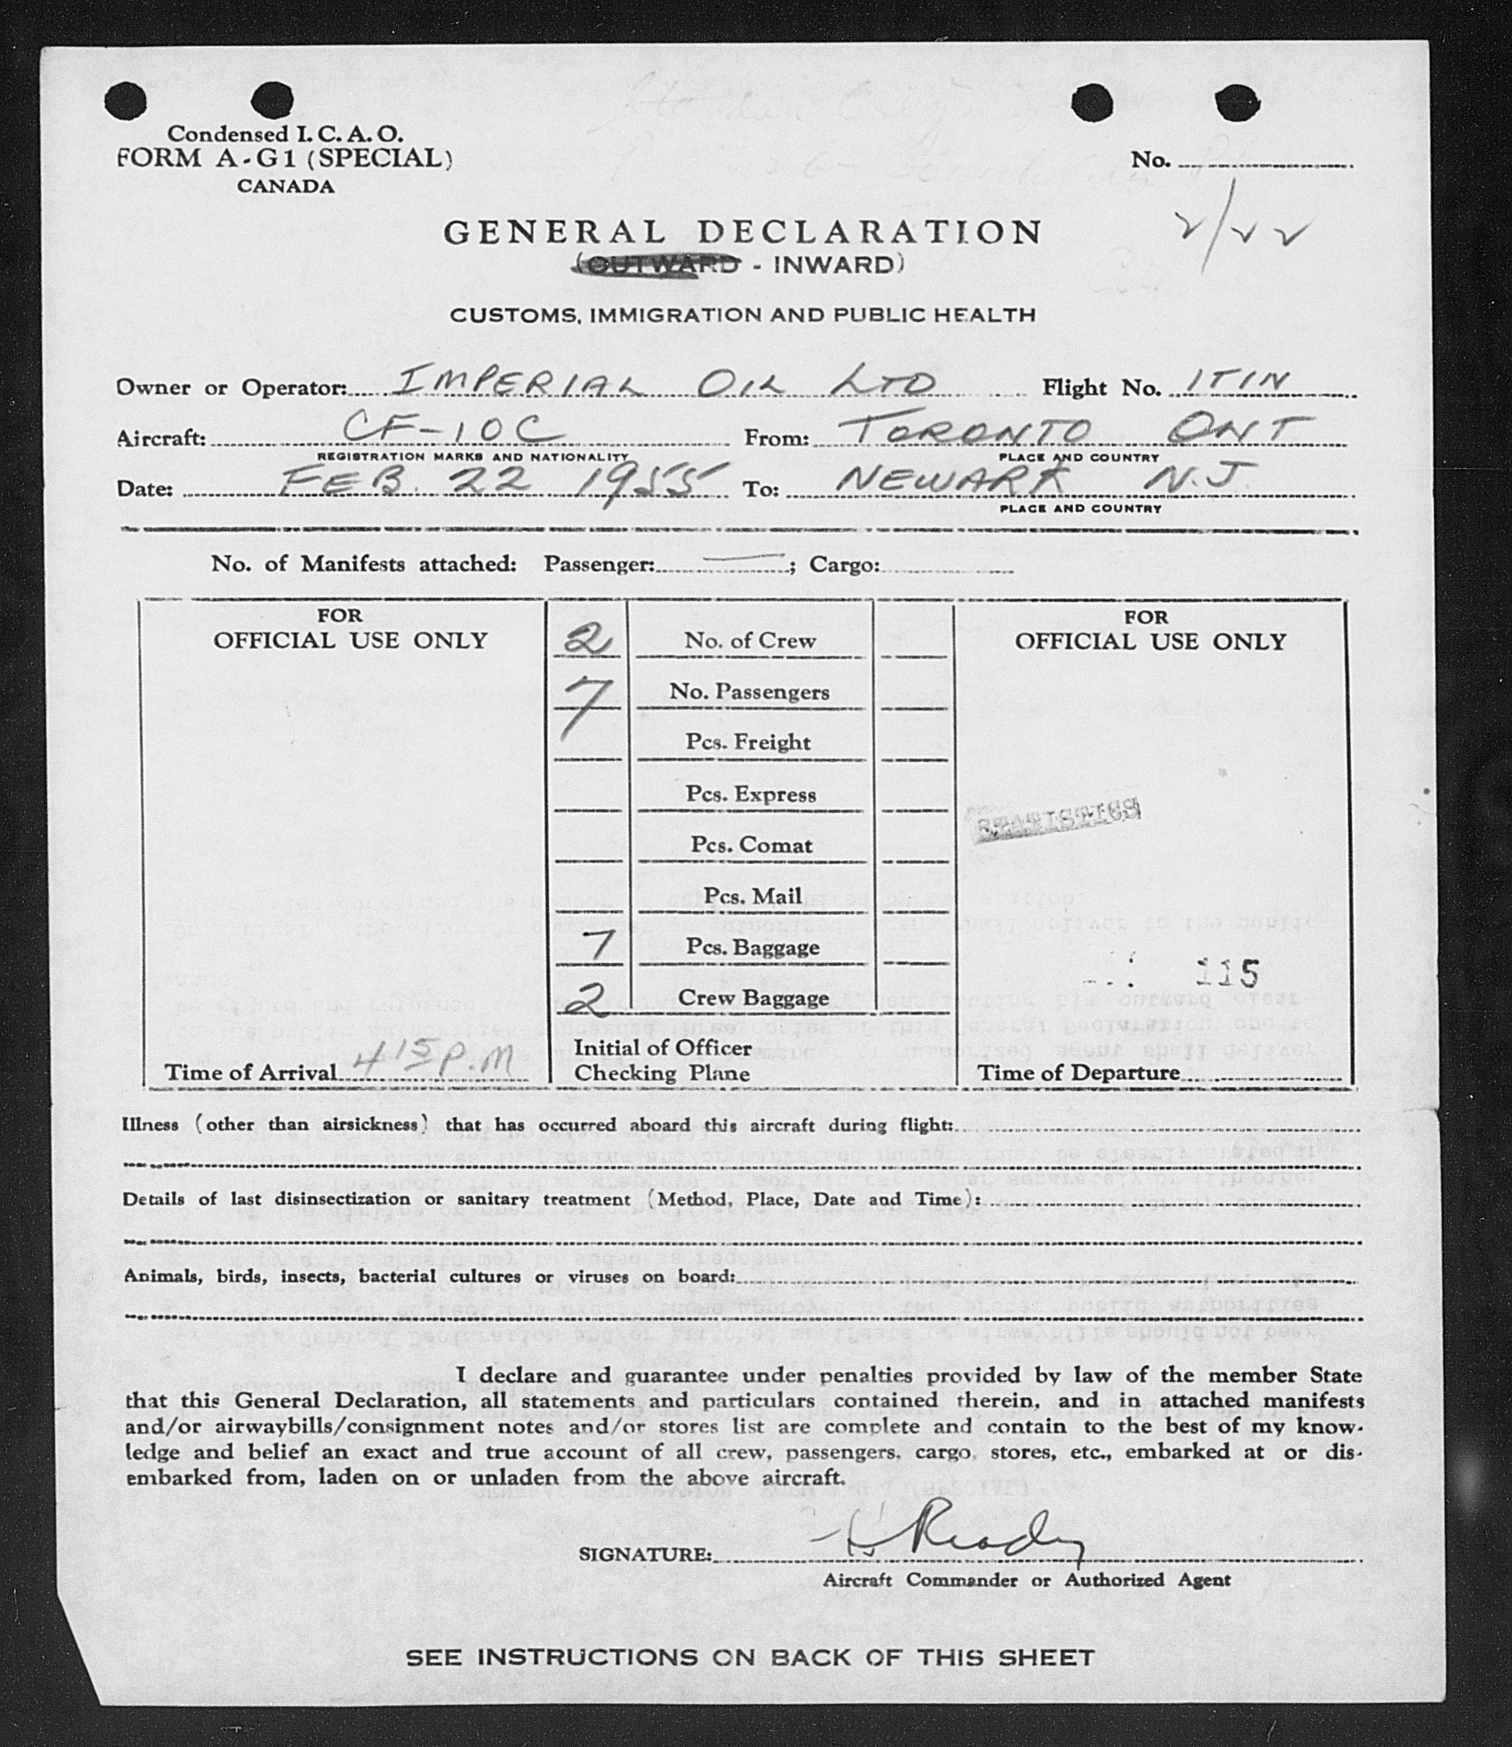 Condensed I. C. A. O.
FORM A-G1 (SPECIAL)
CANADA
No.
2/22
GENERAL DECLARATION
(OUTWARD - INWARD)
CUSTOMS, IMMIGRATION AND PUBLIC HEALTH
Owner or Operator: IMPERIAL OIL LTD Flight No. ITIN
Aircraft: CF-IOC From: TORONTO ONT
REGISTRATION MARKS AND NATIONALITY PLACE AND COUNTRY
Date: FEB. 22 1955 To: NEWARK N.J.
PLACE AND COUNTRY
No. of Manifests attached: Passenger: ; Cargo:
FOR
OFFICIAL USE ONLY
2 No. of Crew
7 No. Passengers
Pcs. Freight
Pcs. Express
Pcs. Comat
Pcs. Mail
7 Pcs. Baggage
2 Crew Baggage
Time of Arrival 4 15 P.M
Initial of Officer
Checking Plane
FOR
OFFICIAL USE ONLY
STATISTICS
115
Time of Departure
Illness (other than airsickness) that has occurred aboard this aircraft during flight:
Details of last disinsectization or sanitary treatment (Method, Place, Date and Time):
Animals, birds, insects, bacterial cultures or viruses on board:
I declare and guarantee under penalties provided by law of the member State
that this General Declaration, all statements and particulars contained therein, and in attached manifests
and/or airwaybills/consignment notes and/or stores list are complete and contain to the best of my know-
ledge and belief an exact and true account of all crew, passengers, cargo, stores, etc., embarked at or dis-
embarked from, laden on or unladen from the above aircraft.
SIGNATURE: H Ready
Aircraft Commander or Authorized Agent
SEE INSTRUCTIONS ON BACK OF THIS SHEET